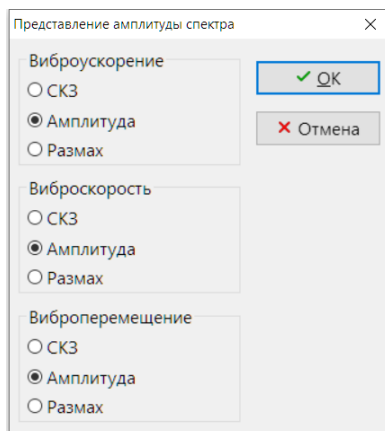 Представление амплитуды спектра
Виброускорение
СКЗ
Амплитуда
Размах
Виброскорость
СКЗ
Амплитуда
Размах
Виброперемещение
СКЗ
Амплитуда
Размах
OK
Отмена